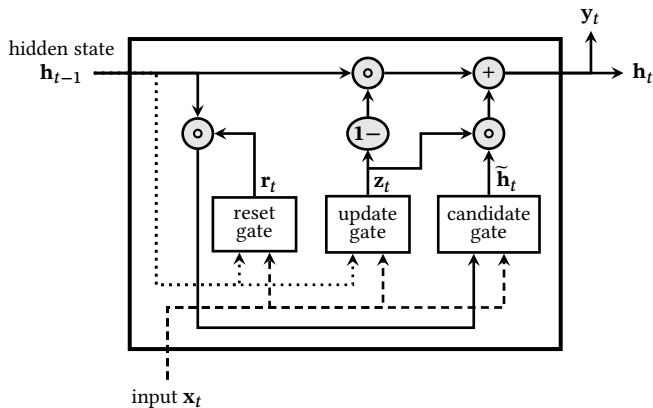 y_t
hidden state
h_{t−1}
h_t
+
1−
r_t
z_t
h̃_t
reset
gate
update
gate
candidate
gate
input x_t